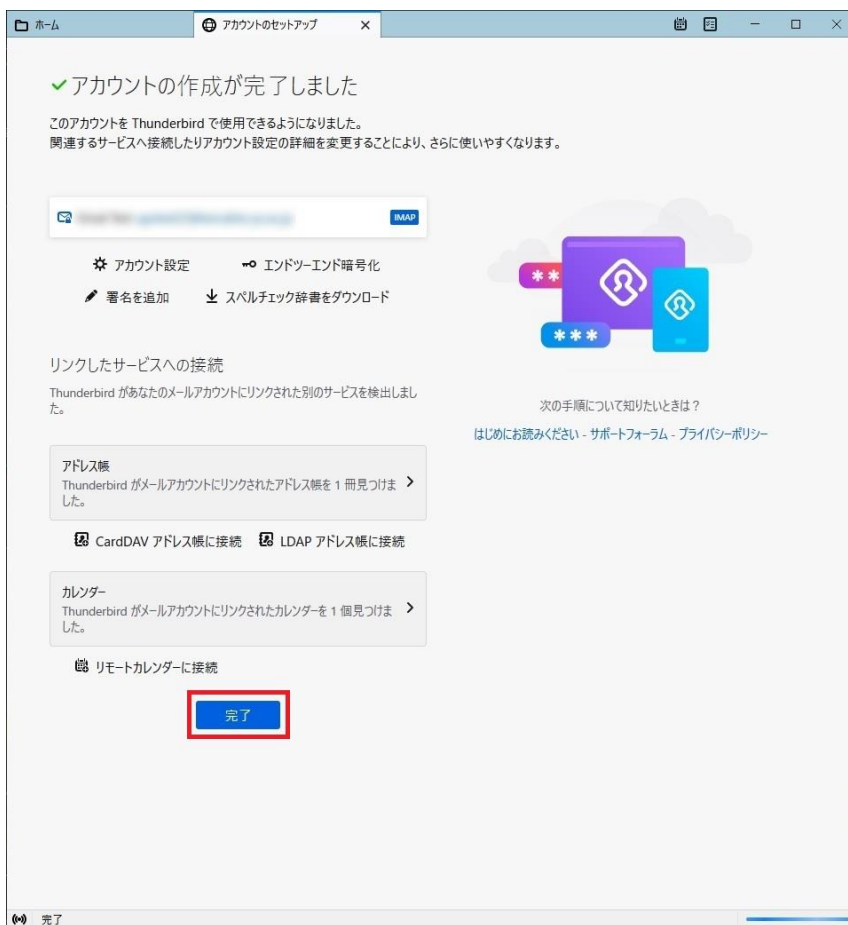 ホーム
アカウントのセットアップ
アカウントの作成が完了しました
このアカウントを Thunderbird で使用できるようになりました。
関連するサービスへ接続したりアカウント設定の詳細を変更することにより、さらに使いやすくなります。
IMAP
アカウント設定
エンドツーエンド暗号化
署名を追加
スペルチェック辞書をダウンロード
リンクしたサービスへの接続
Thunderbird があなたのメールアカウントにリンクされた別のサービスを検出しまし
た。
アドレス帳
Thunderbird がメールアカウントにリンクされたアドレス帳を 1 冊見つけま
した。
CardDAV アドレス帳に接続
LDAP アドレス帳に接続
カレンダー
Thunderbird がメールアカウントにリンクされたカレンダーを 1 個見つけ
ました。
リモートカレンダーに接続
完了
***
***
次の手順について知りたいときは？
はじめにお読みください - サポートフォーラム - プライバシーポリシー
完了